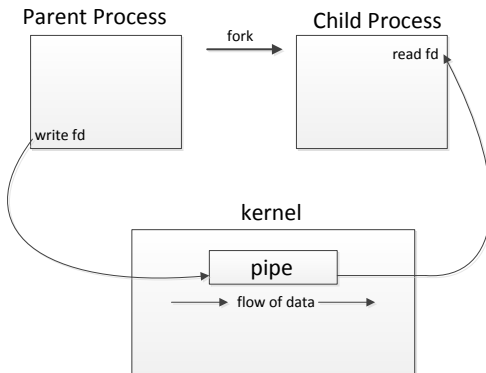 Parent Process
fork
Child Process
read fd
write fd
kernel
pipe
flow of data